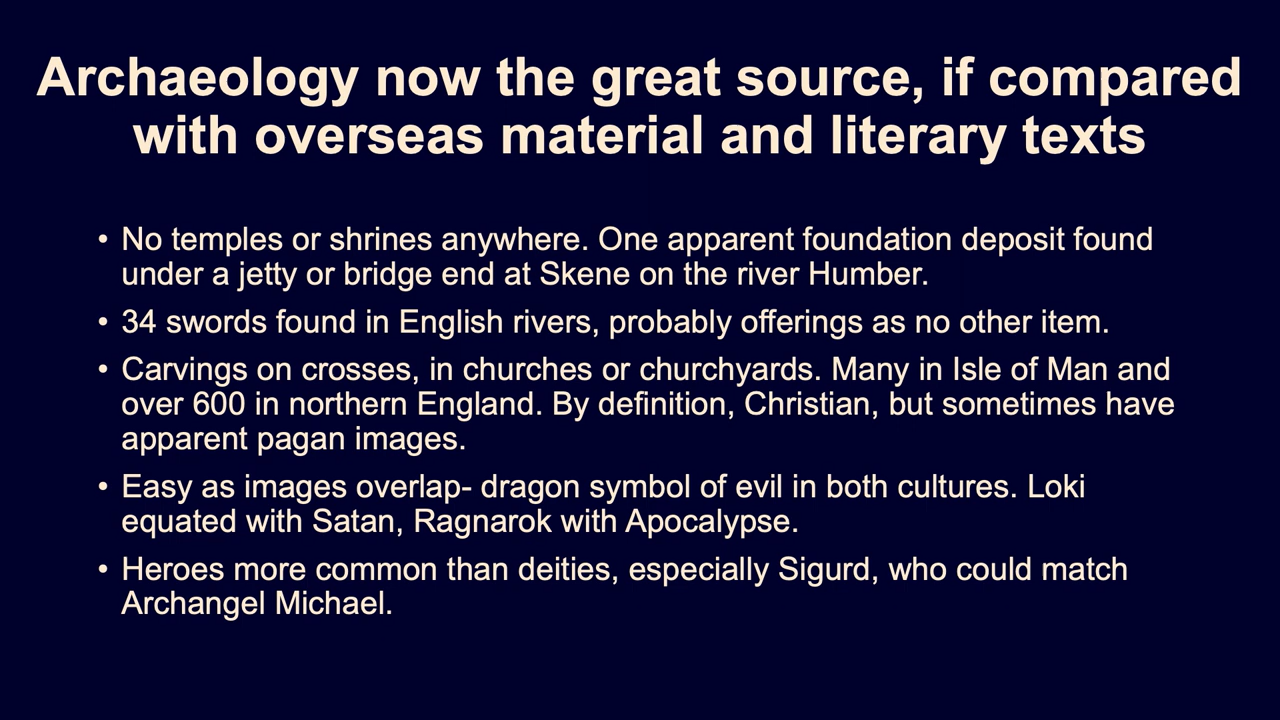 Archaeology now the great source, if compared
with overseas material and literary texts
• No temples or shrines anywhere. One apparent foundation deposit found
under a jetty or bridge end at Skene on the river Humber.
• 34 swords found in English rivers, probably offerings as no other item.
• Carvings on crosses, in churches or churchyards. Many in Isle of Man and
over 600 in northern England. By definition, Christian, but sometimes have
apparent pagan images.
• Easy as images overlap- dragon symbol of evil in both cultures. Loki
equated with Satan, Ragnarok with Apocalypse.
• Heroes more common than deities, especially Sigurd, who could match
Archangel Michael.